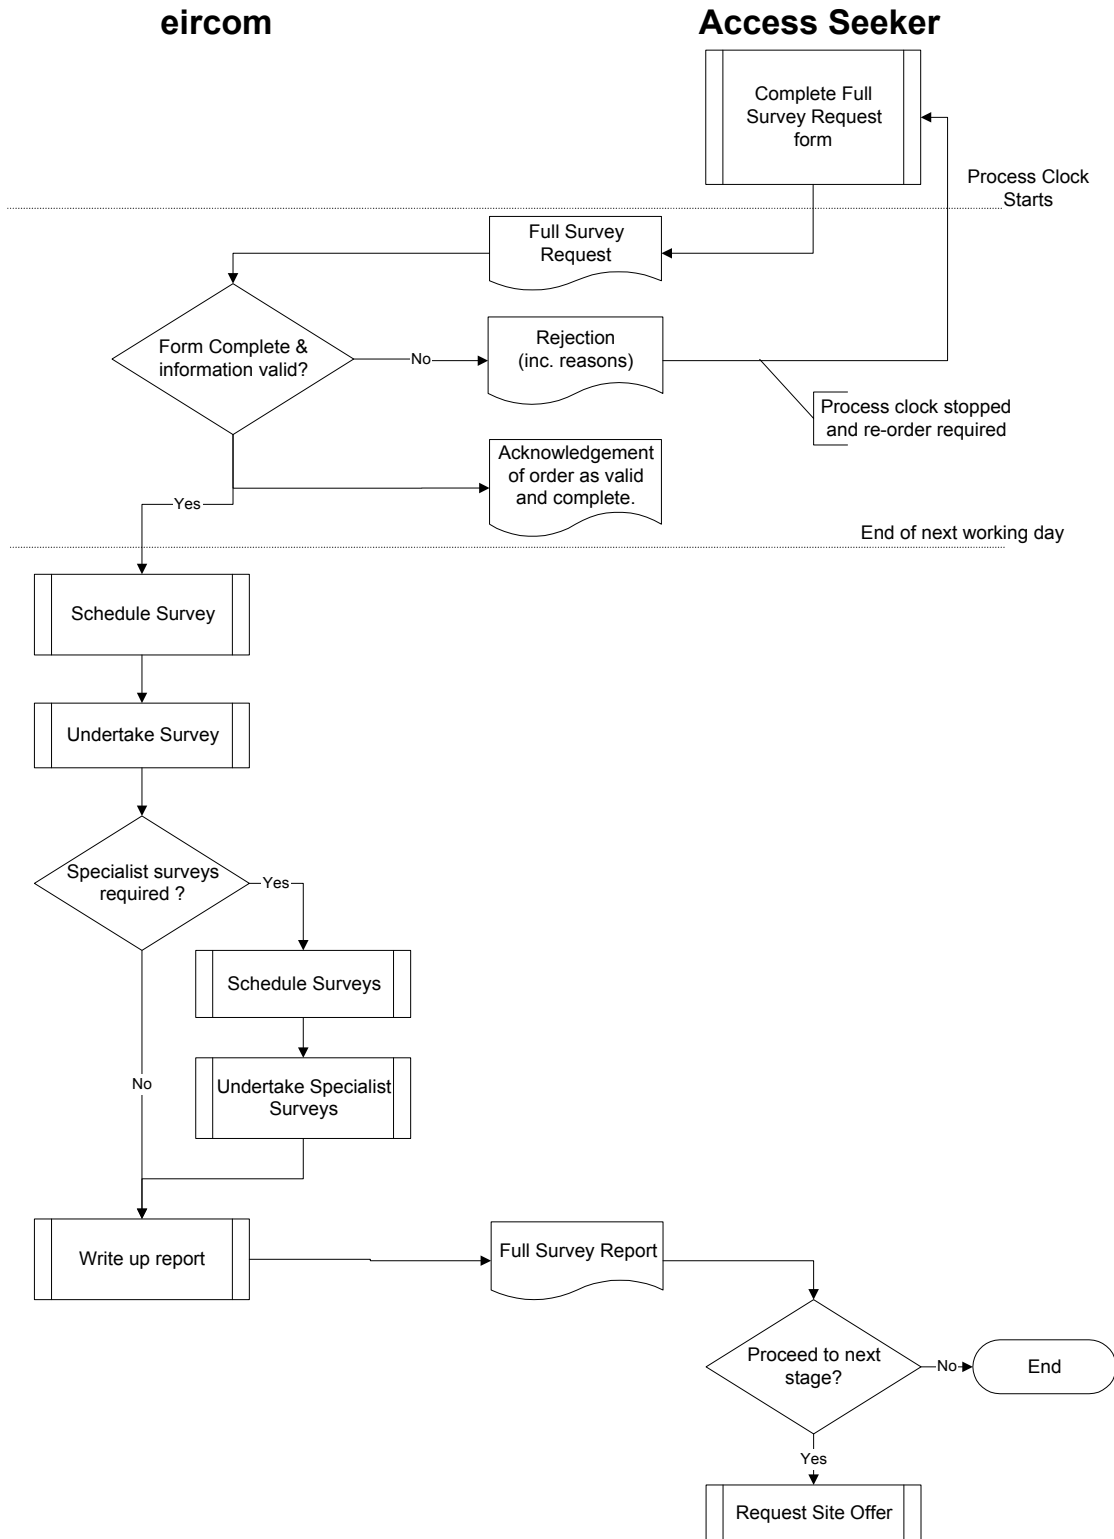 eircom
Access Seeker
Complete Full
Survey Request
form
Process Clock
Starts
Full Survey
Request
Form Complete &
information valid?
No
Rejection
(inc. reasons)
Process clock stopped
and re-order required
Acknowledgement
of order as valid
and complete.
Yes
End of next working day
Schedule Survey
Undertake Survey
Specialist surveys
required ?
Yes
Schedule Surveys
No
Undertake Specialist
Surveys
Write up report
Full Survey Report
Proceed to next
stage?
No
End
Yes
Request Site Offer